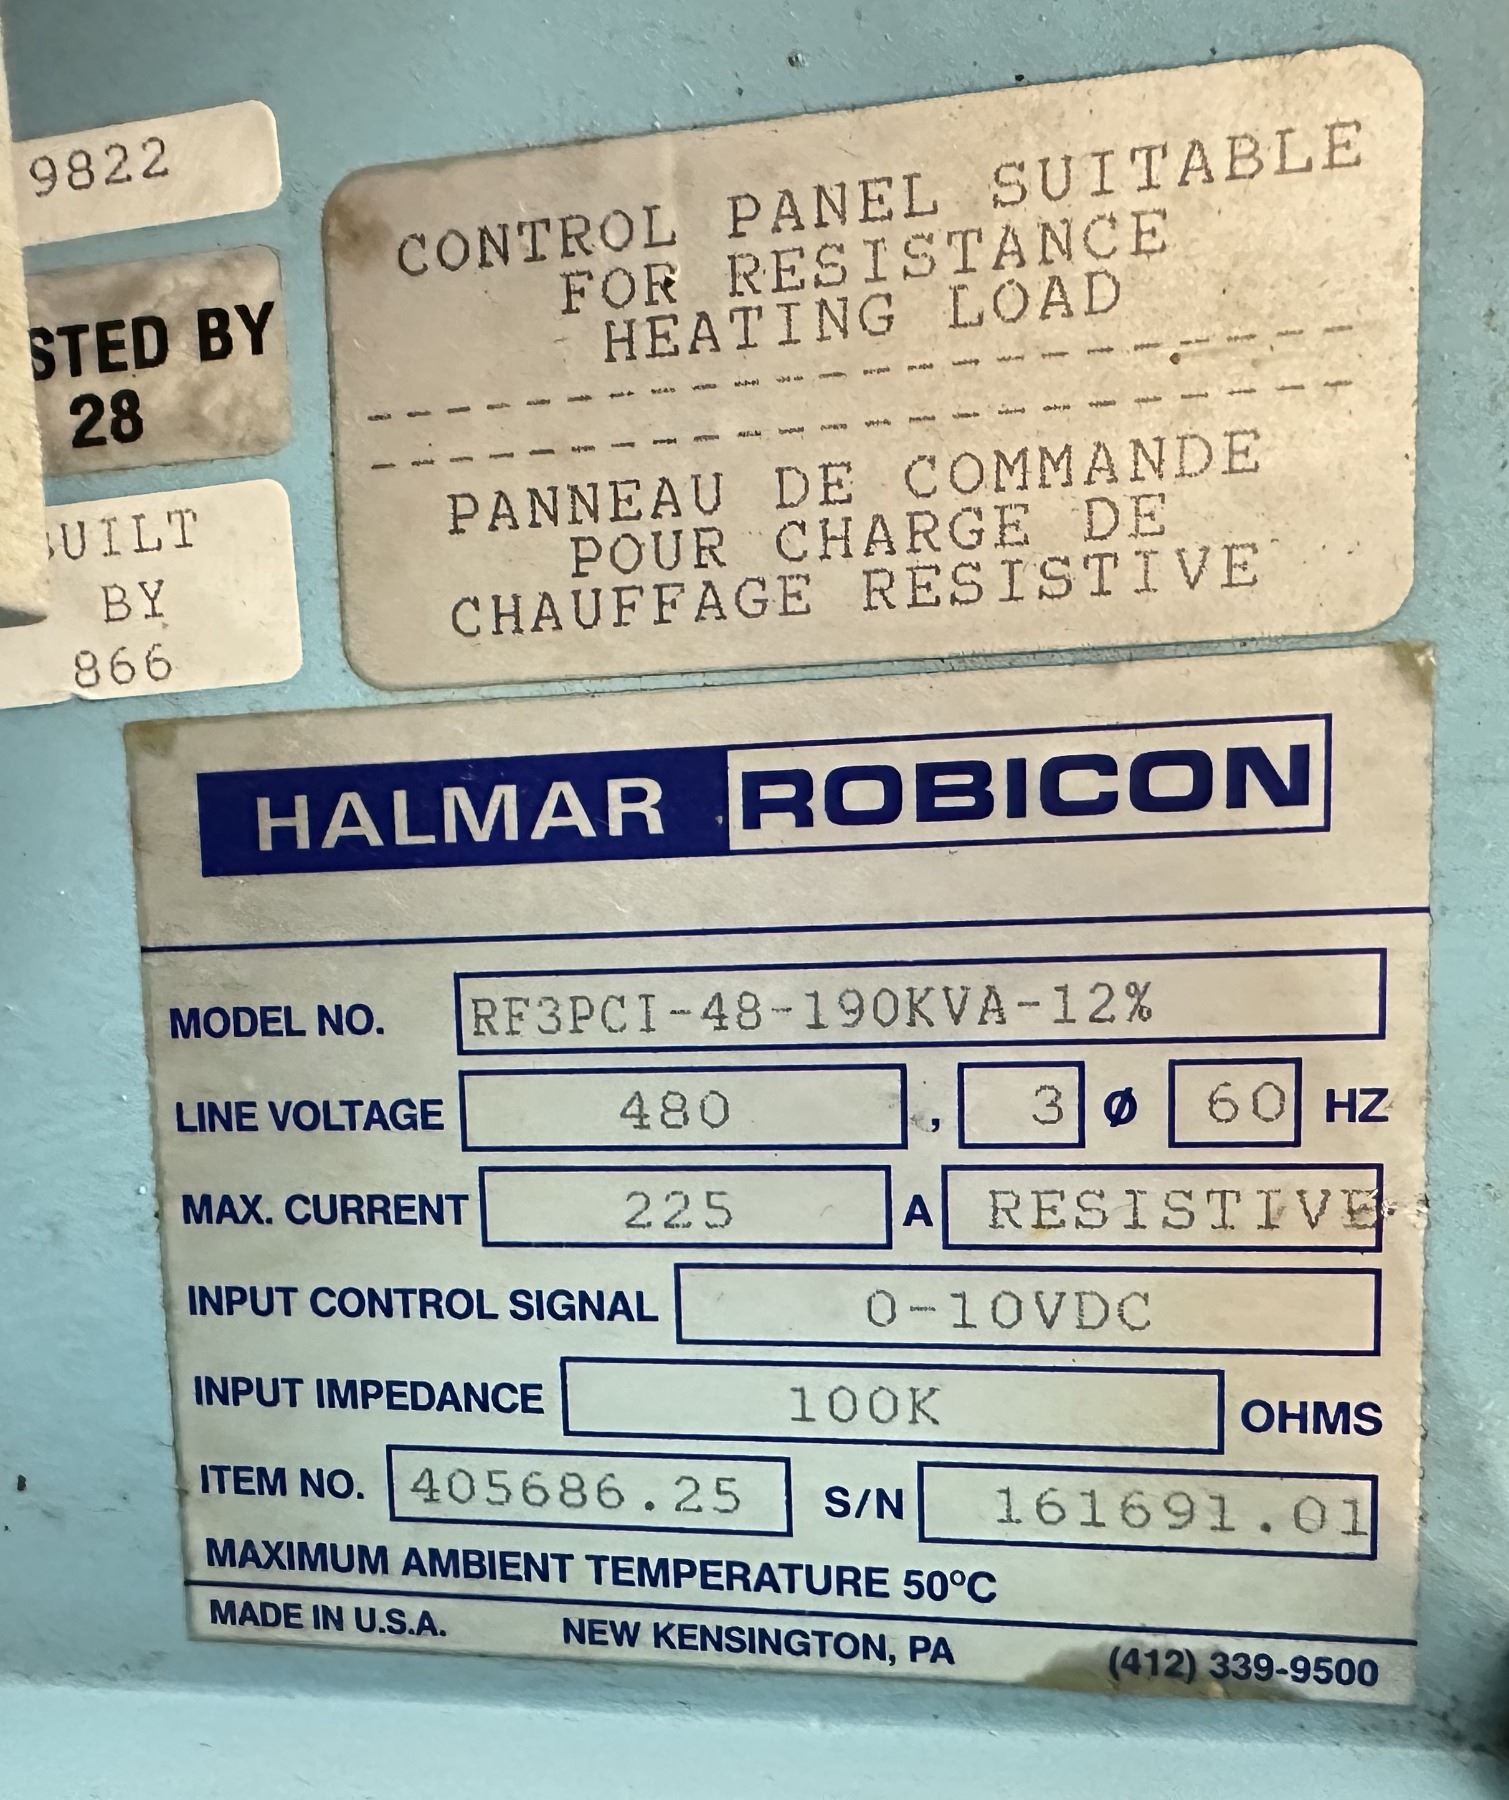 9822
STED BY
28
UILT
BY
866
CONTROL PANEL SUITABLE
FOR RESISTANCE
HEATING LOAD
--------------------------
--------------------------
PANNEAU DE COMMANDE
POUR CHARGE DE
CHAUFFAGE RESISTIVE
HALMAR ROBICON
MODEL NO. RF3PCI-48-190KVA-12%
LINE VOLTAGE 480 , 3 Ø 60 HZ
MAX. CURRENT 225 A RESISTIVE
INPUT CONTROL SIGNAL 0-10VDC
INPUT IMPEDANCE 100K OHMS
ITEM NO. 405686.25 S/N 161691.01
MAXIMUM AMBIENT TEMPERATURE 50ºC
MADE IN U.S.A. NEW KENSINGTON, PA (412) 339-9500